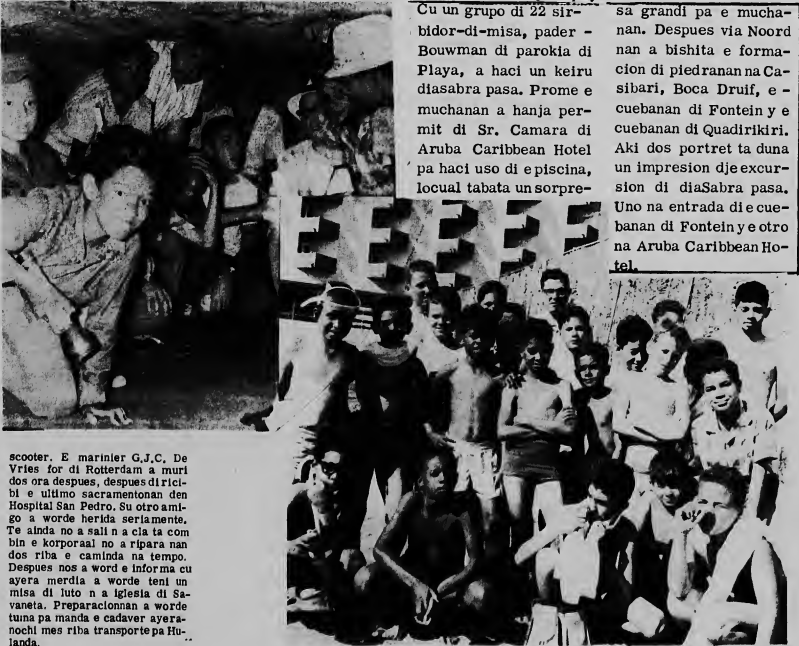 Cu un grupo di 22 sir-
bidor-di-misa, pader -
Bouwman di parokia di
Playa, a haci un keiru
diasabra pasa. Prome e
muchanan a hanja per-
mit di Sr. Camara di
Aruba Caribbean Hotel
pa haci uso di e piscina,
locual tabata un sorpre-
sa grandi pa e mucha-
nan. Despues via Noord
nan a bishita e forma-
cion di piedranan na Ca-
sibari, Boca Druif, e -
cuebanan di Fontein y e
cuebanan di Quadirikiri.
Aki dos portret ta duna
un impresion dje excur-
sion di diaSabra pasa.
Uno na entrada di e cue-
banan di Fontein y e otro
na Aruba Caribbean Ho-
tel.
scooter. E marinier G.J.C. De
Vries for di Rotterdam a muri
dos ora despues, despues di rici-
bi e ultimo sacramentonan den
Hospital San Pedro. Su otro ami-
go a worde herida seriamente.
Te ainda no a sali n a cla ta com
bin e korporaal no a ripara nan
dos riba e caminda na tempo.
Despues nos a word e informa cu
ayera merdia a worde teni un
misa di luto n a iglesia di Sa-
vaneta. Preparacionnan a worde
tuma pa manda e cadaver ayera-
nochi mes riba transporte pa Hu-
landa.